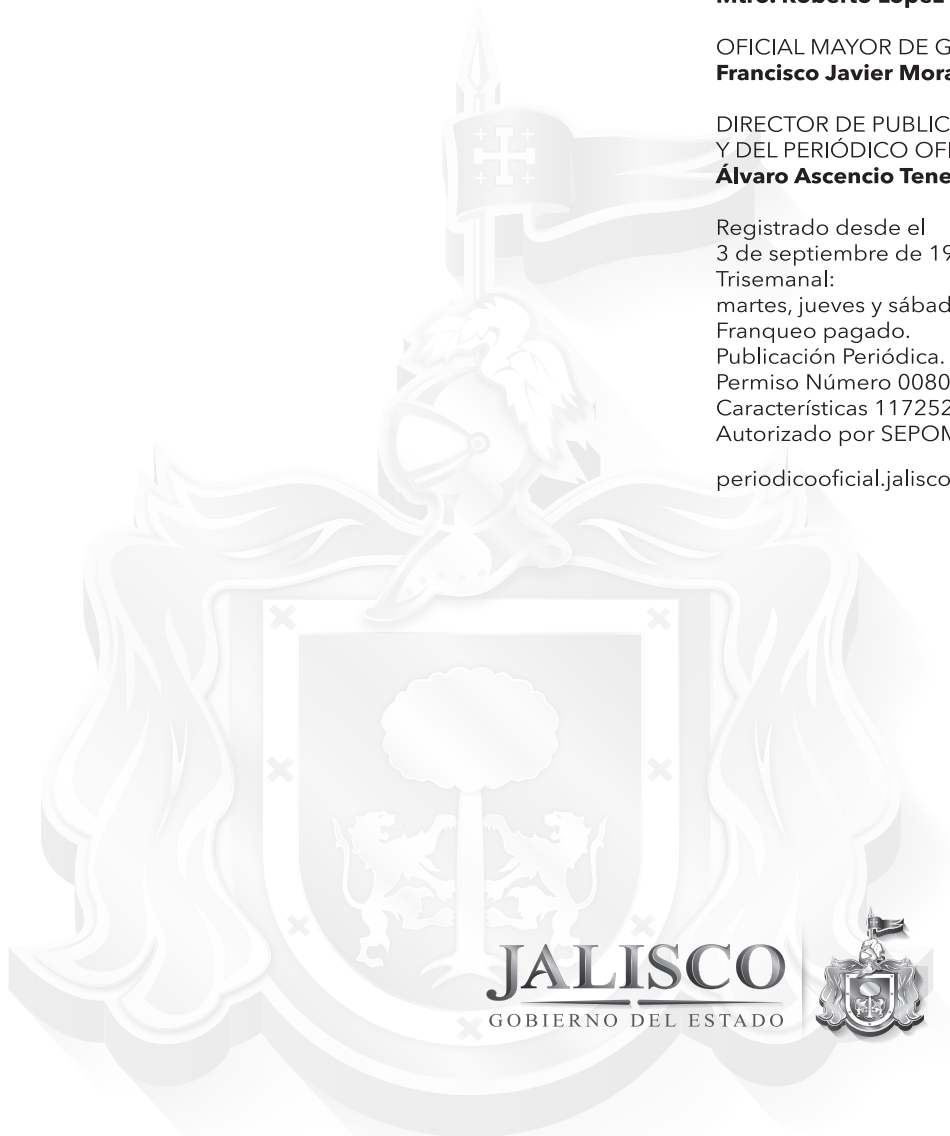 OFICIAL MAYOR DE G
Francisco Javier Mora
DIRECTOR DE PUBLIC
Y DEL PERIÓDICO OFI
Álvaro Ascencio Tene
Registrado desde el
3 de septiembre de 19
Trisemanal:
martes, jueves y sábad
Franqueo pagado.
Publicación Periódica.
Permiso Número 0080
Características 117252
Autorizado por SEPOM
periodicooficial.jalisco
JALISCO
GOBIERNO DEL ESTADO